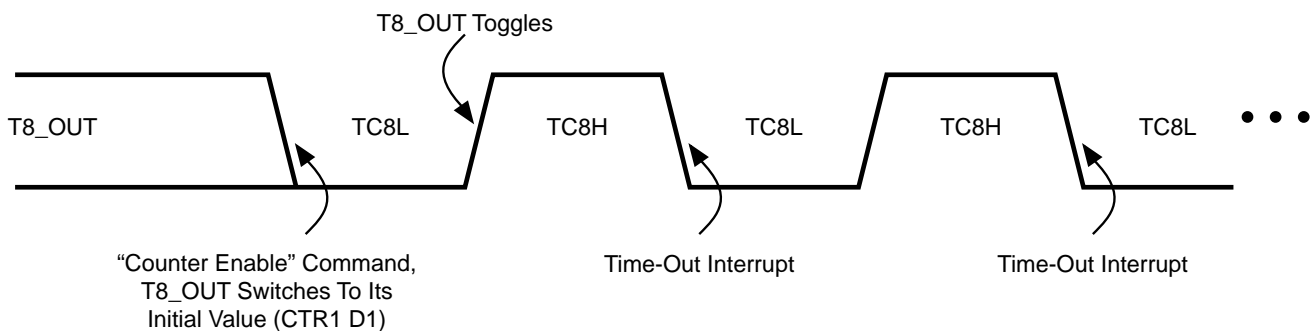 T8_OUT Toggles
T8_OUT
TC8L
TC8H
TC8L
TC8H
TC8L
“Counter Enable” Command,
T8_OUT Switches To Its
Initial Value (CTR1 D1)
Time-Out Interrupt
Time-Out Interrupt